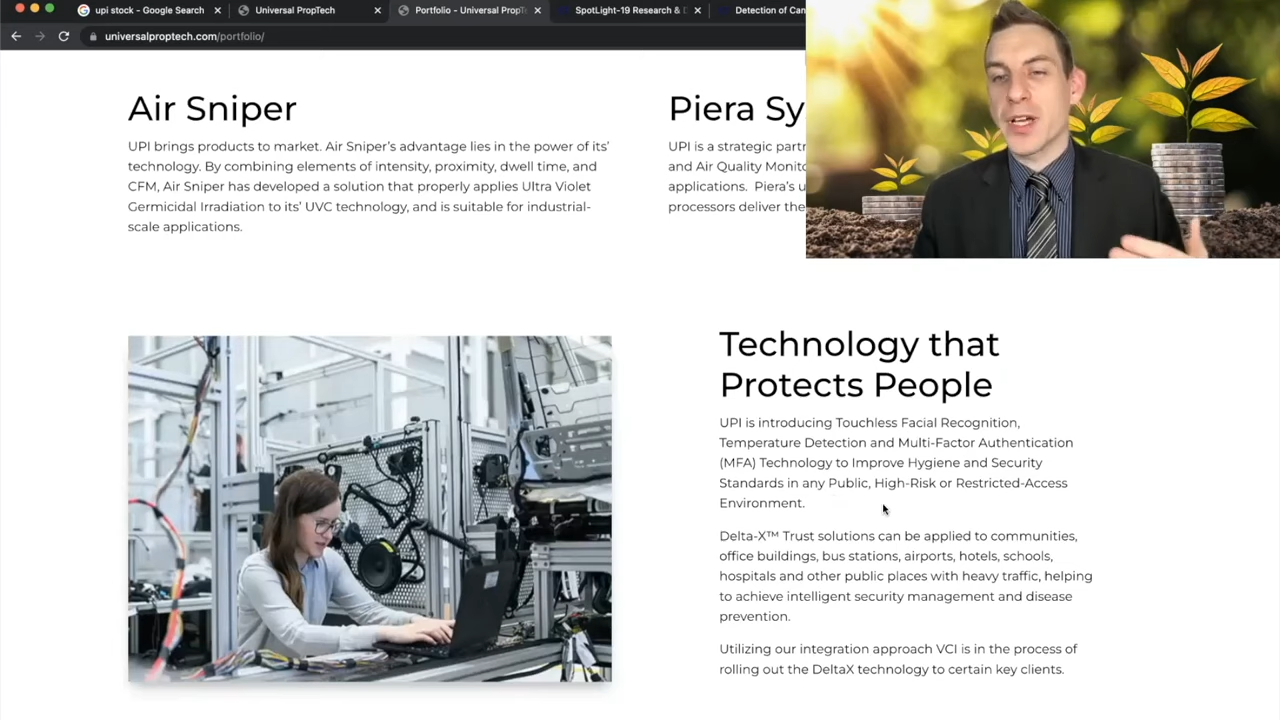 upi stock - Google Search
Universal PropTech
Portfolio - Universal PropT
SpotLight-19 Research & D
Detection of Can
universalproptech.com/portfolio/
Air Sniper
UPI brings products to market. Air Sniper's advantage lies in the power of its'
technology. By combining elements of intensity, proximity, dwell time, and
CFM, Air Sniper has developed a solution that properly applies Ultra Violet
Germicidal Irradiation to its' UVC technology, and is suitable for industrial-
scale applications.
Piera Sy
UPI is a strategic partn
and Air Quality Monito
applications. Piera's u
processors deliver the
Technology that
Protects People
UPI is introducing Touchless Facial Recognition,
Temperature Detection and Multi-Factor Authentication
(MFA) Technology to Improve Hygiene and Security
Standards in any Public, High-Risk or Restricted-Access
Environment.
Delta-X™ Trust solutions can be applied to communities,
office buildings, bus stations, airports, hotels, schools,
hospitals and other public places with heavy traffic, helping
to achieve intelligent security management and disease
prevention.
Utilizing our integration approach VCI is in the process of
rolling out the DeltaX technology to certain key clients.